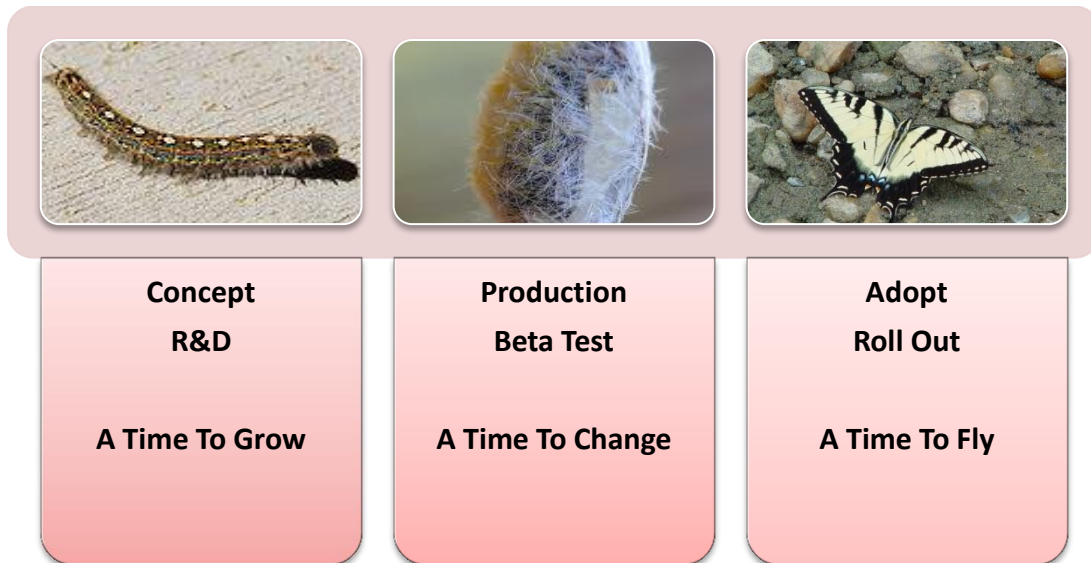 Concept
R&D
A Time To Grow
Production
Beta Test
A Time To Change
Adopt
Roll Out
A Time To Fly